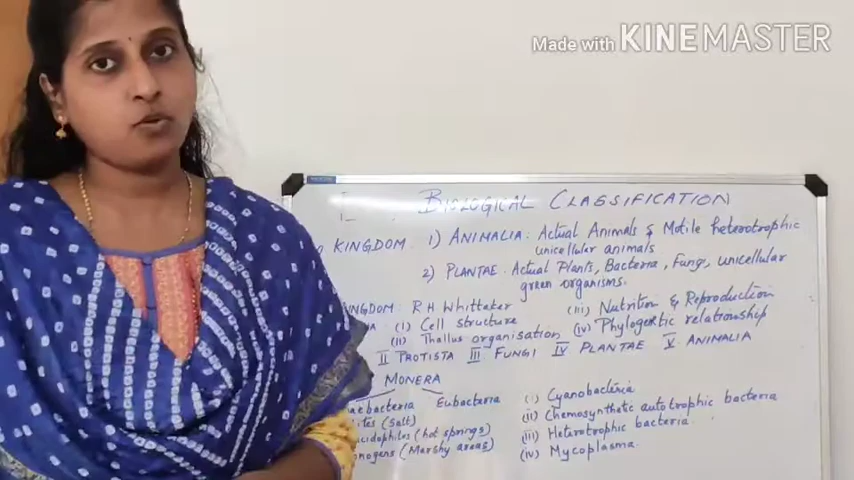 Made with KINEMASTER
BIOLOGICAL CLASSIFICATION
KINGDOM 1) ANIMALIA : Actual Animals & Motile heterotrophic
unicellular animals
2) PLANTAE : Actual Plants, Bacteria, Fungi, unicellular
green organisms
KINGDOM : R H WHITTAKER
(i) Cell structure (iii) Nutrition & Reproduction
(ii) Thallus organisation (iv) Phylogenetic relationship
II PROTISTA III FUNGI IV PLANTAE V ANIMALIA
MONERA
EUBACTERIA (i) Cyanobacteria
(Salt) (ii) Chemosynthetic autotrophic bacteria
(hot springs) (iii) Heterotrophic bacteria
(Marshy areas) (iv) Mycoplasma